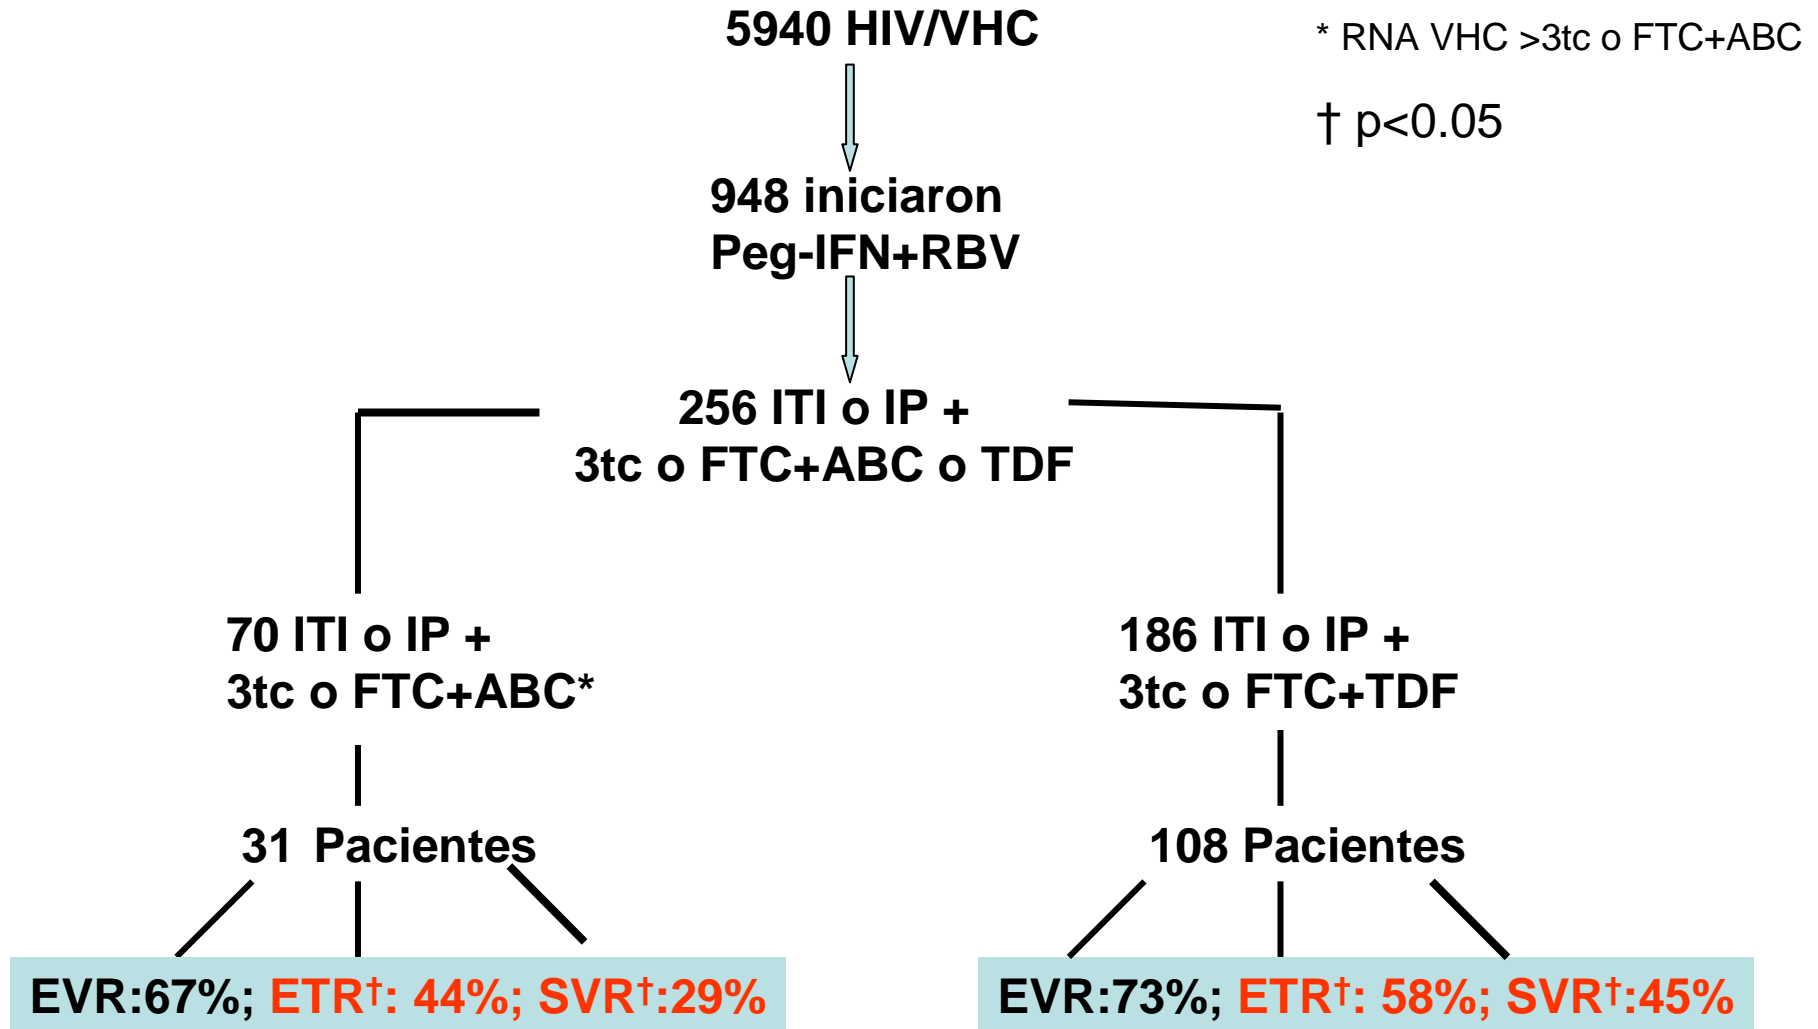 5940 HIV/VHC
* RNA VHC >3tc o FTC+ABC
† p<0.05
948 iniciaron
Peg-IFN+RBV
256 ITI o IP +
3tc o FTC+ABC o TDF
70 ITI o IP +
3tc o FTC+ABC*
186 ITI o IP +
3tc o FTC+TDF
31 Pacientes
108 Pacientes
EVR:67%; ETR†: 44%; SVR†:29%
EVR:73%; ETR†: 58%; SVR†:45%